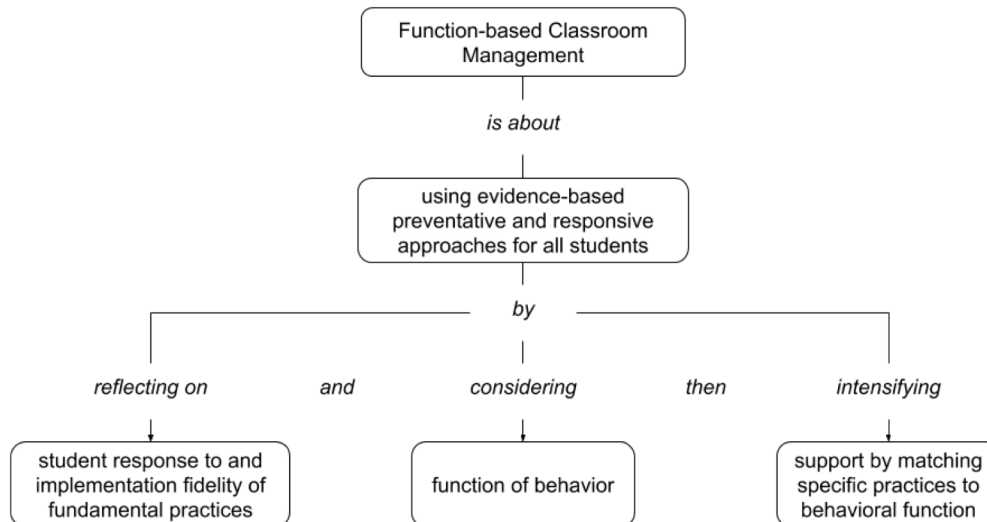 Function-based Classroom
Management
is about
using evidence-based
preventative and responsive
approaches for all students
by
reflecting on and considering then intensifying
student response to and
implementation fidelity of
fundamental practices
function of behavior
support by matching
specific practices to
behavioral function